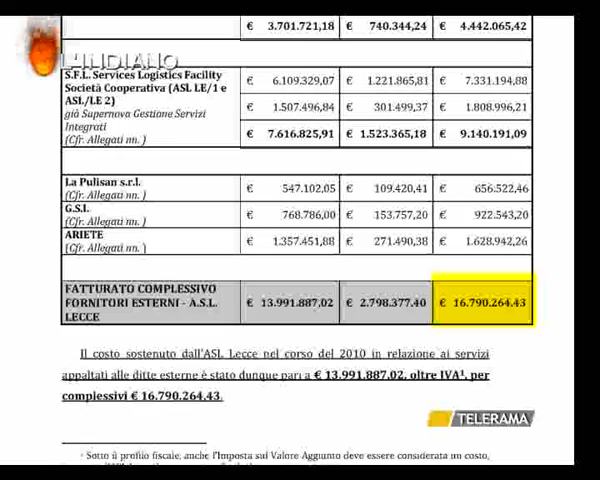 € 3.701.721,18 € 740.344,24 € 4.442.065,42
L'INDIANO
S.F.L. Services Logistics Facility
Società Cooperativa (ASL LE/1 e
ASL/LE 2)
già Supernova Gestione Servizi
Integrati
(Cfr. Allegati nn. )
€ 6.109.329,07 € 1.221.865,81 € 7.331.194,88
€ 1.507.496,84 € 301.499,37 € 1.808.996,21
€ 7.616.825,91 € 1.523.365,18 € 9.140.191,09
La Pulisan s.r.l.
(Cfr. Allegati nn. )
€ 547.102,05 € 109.420,41 € 656.522,46
G.S.I.
(Cfr. Allegati nn. )
€ 768.786,00 € 153.757,20 € 922.543,20
ARIETE
(Cfr. Allegati nn. )
€ 1.357.451,88 € 271.490,38 € 1.628.942,26
FATTURATO COMPLESSIVO
FORNITORI ESTERNI - A.S.L.
LECCE
€ 13.991.887,02 € 2.798.377,40 € 16.790.264,43
Il costo sostenuto dall'ASL Lecce nel corso del 2010 in relazione ai servizi
appaltati alle ditte esterne è stato dunque pari a € 13.991.887,02, oltre IVA¹, per
complessivi € 16.790.264,43.
TELERAMA
¹ Sotto il profilo fiscale, anche l'Imposta sul Valore Aggiunto deve essere considerata un costo,